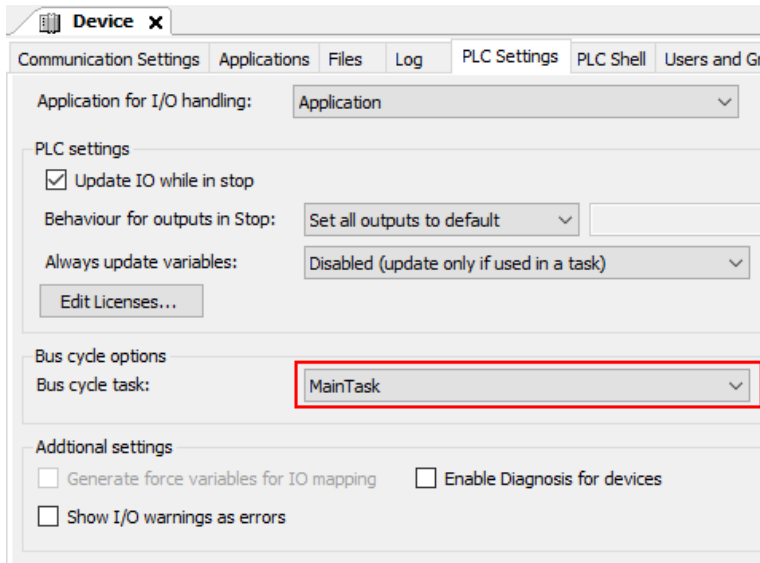 Device
Communication Settings Applications Files Log PLC Settings PLC Shell Users and Gr
Application for I/O handling: Application
PLC settings
Update IO while in stop
Behaviour for outputs in Stop: Set all outputs to default
Always update variables: Disabled (update only if used in a task)
Edit Licenses...
Bus cycle options
Bus cycle task: MainTask
Addtional settings
Generate force variables for IO mapping Enable Diagnosis for devices
Show I/O warnings as errors